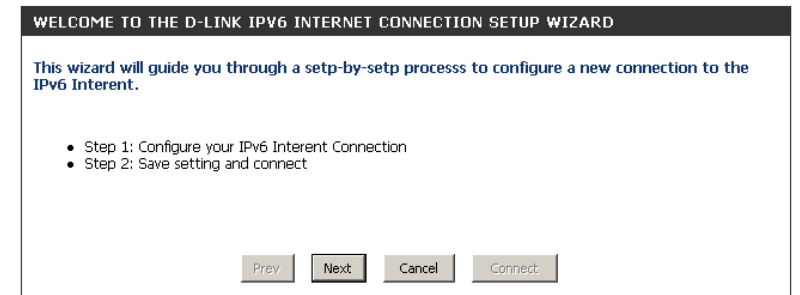 WELCOME TO THE D-LINK IPV6 INTERNET CONNECTION SETUP WIZARD
This wizard will guide you through a setp-by-setp processs to configure a new connection to the
IPv6 Interent.
• Step 1: Configure your IPv6 Interent Connection
• Step 2: Save setting and connect
Prev Next Cancel Connect